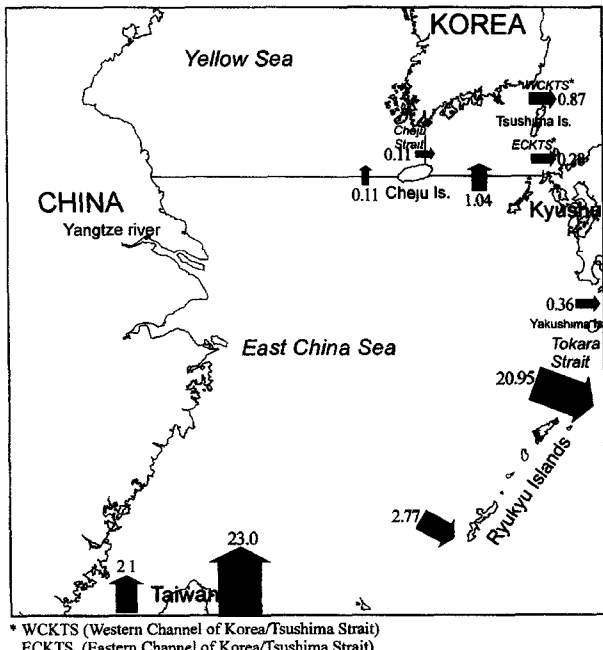 KOREA
Yellow Sea
WCKTS*
0.87
Tsushima Is.
Cheju
Strait
0.11
ECKTS*
0.28
0.11
Cheju Is.
1.04
CHINA
Kyushu
Yangtze river
0.36
Yakushima Is
East China Sea
Tokara
Strait
20.95
Ryukyu Islands
2.77
23.0
2 1
Taiwan
* WCKTS (Western Channel of Korea/Tsushima Strait)
ECKTS (Eastern Channel of Korea/Tsushima Strait)